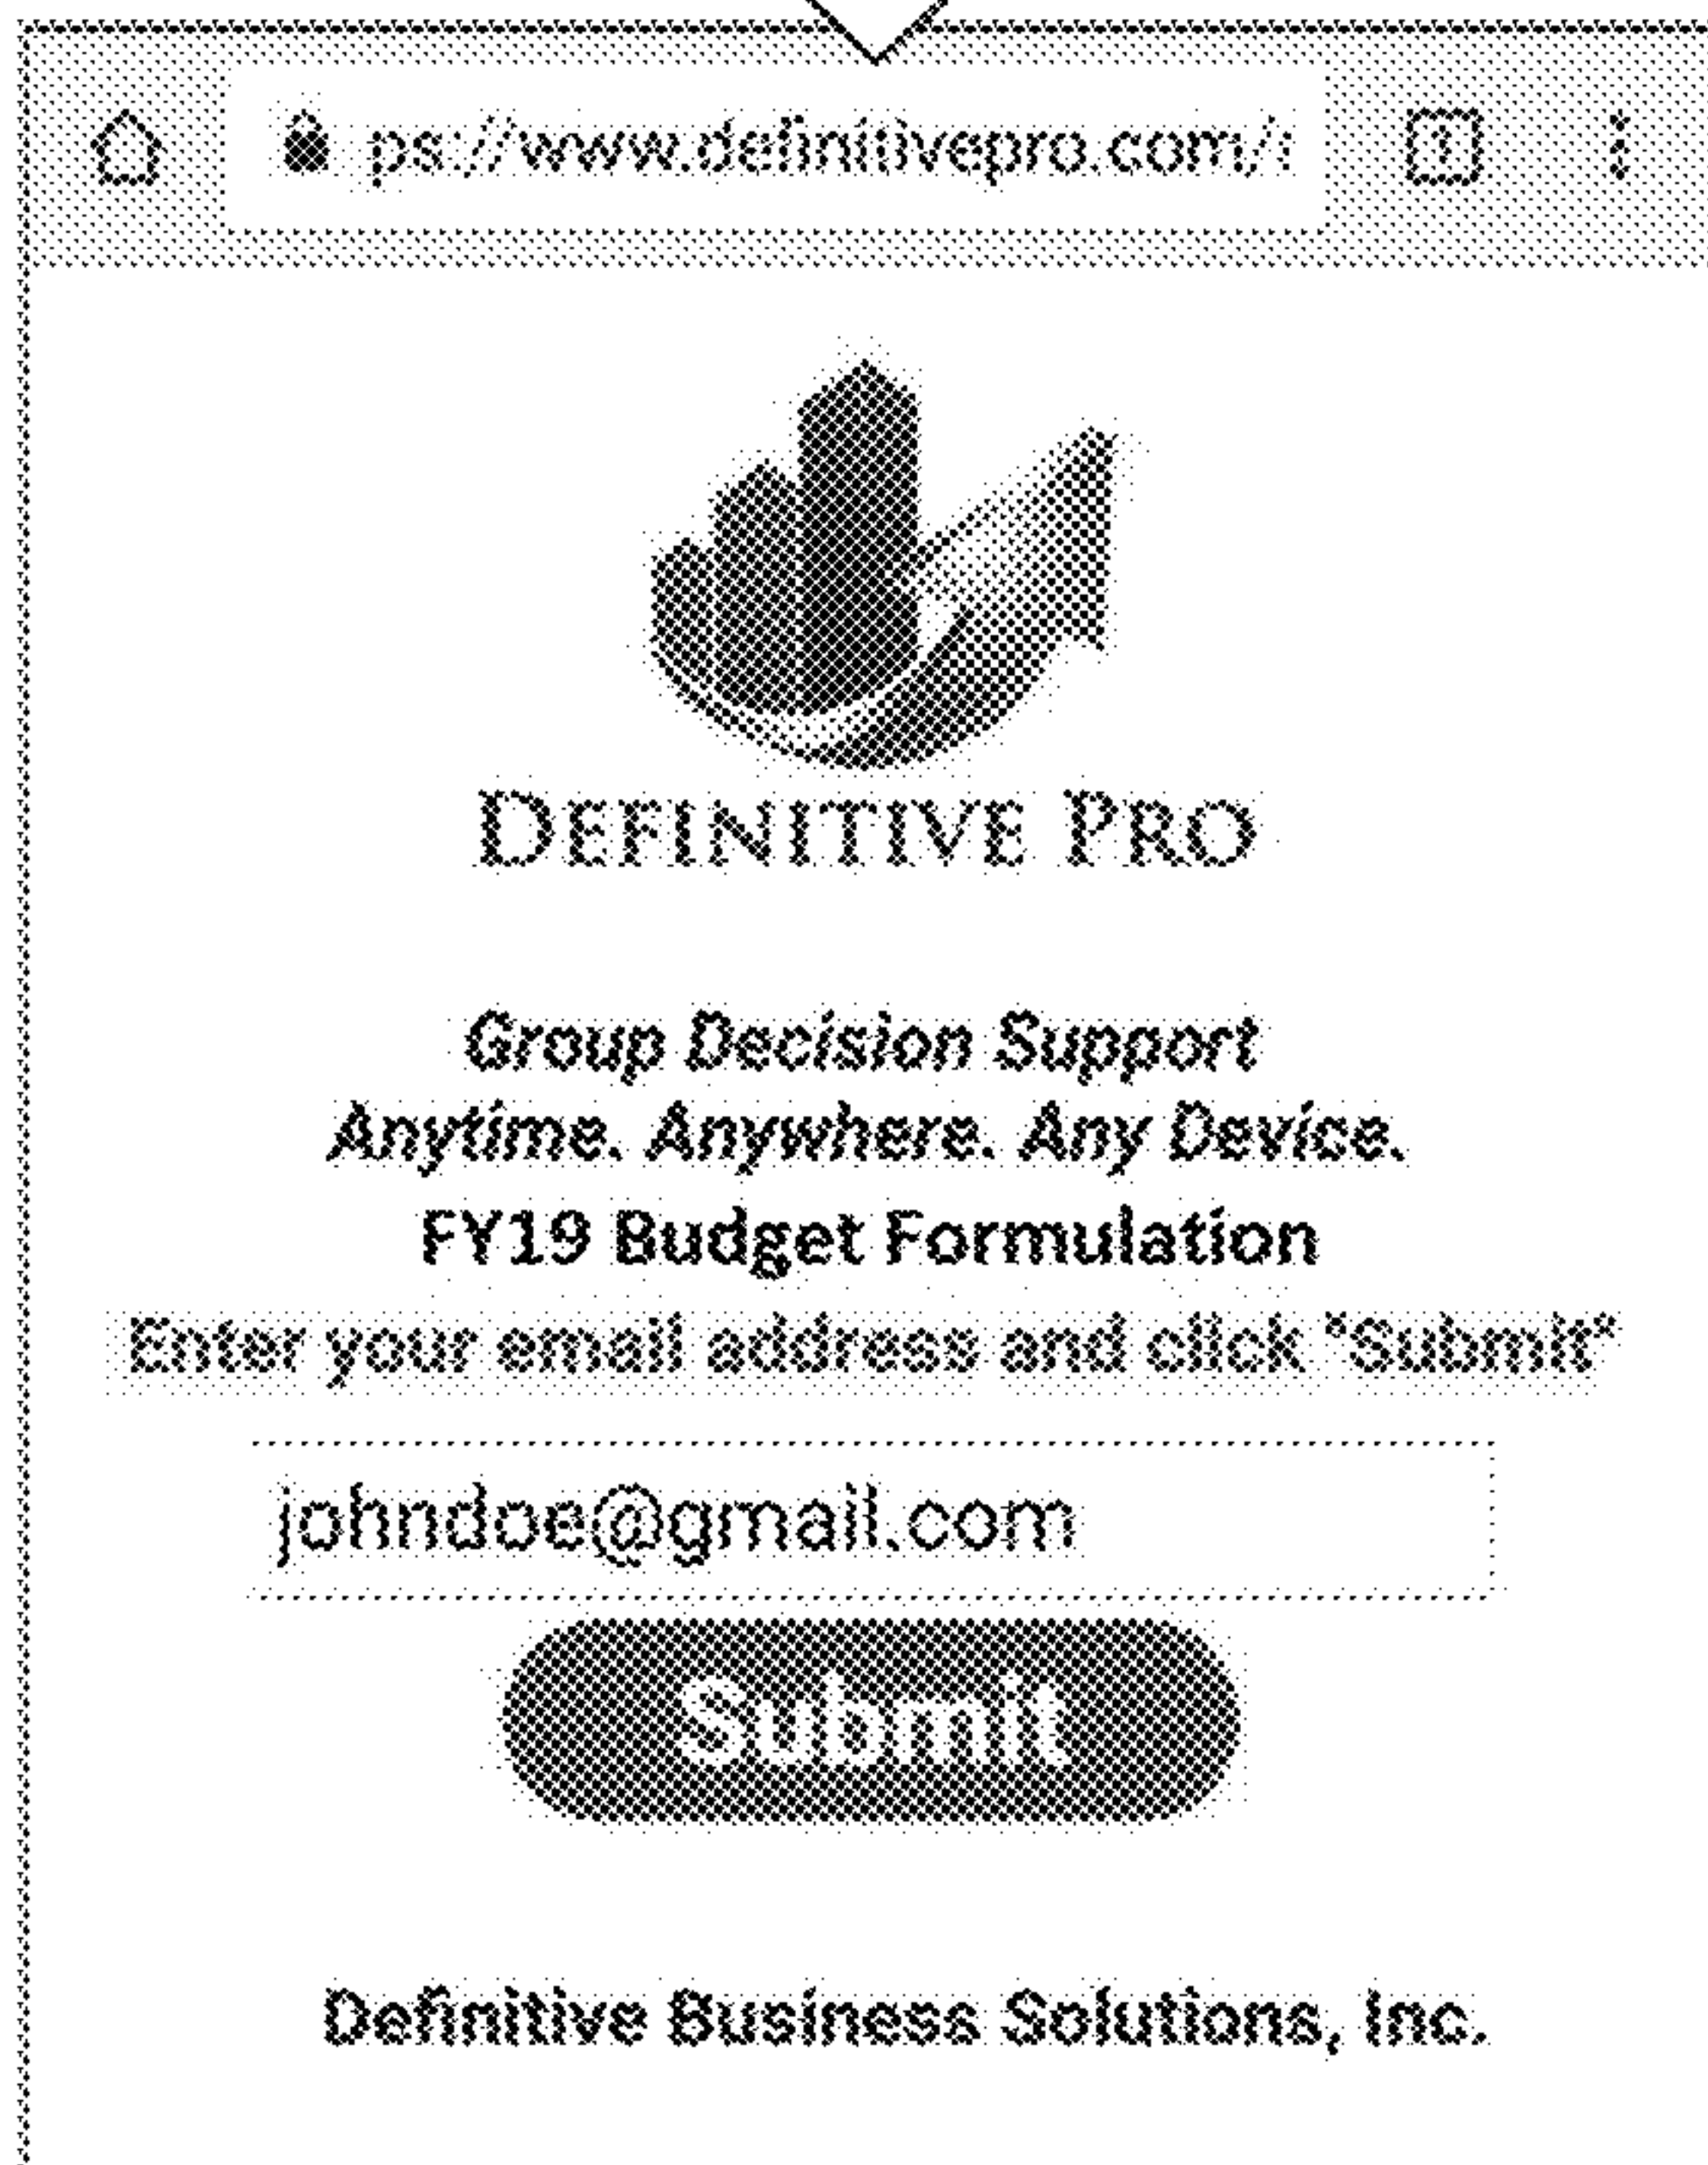 ps://www.definitivepro.com/
DEFINITIVE PRO
Group Decision Support
Anytime. Anywhere. Any Device.
FY19 Budget Formulation
Enter your email address and click "Submit"
johndoe@gmail.com
Submit
Definitive Business Solutions, Inc.